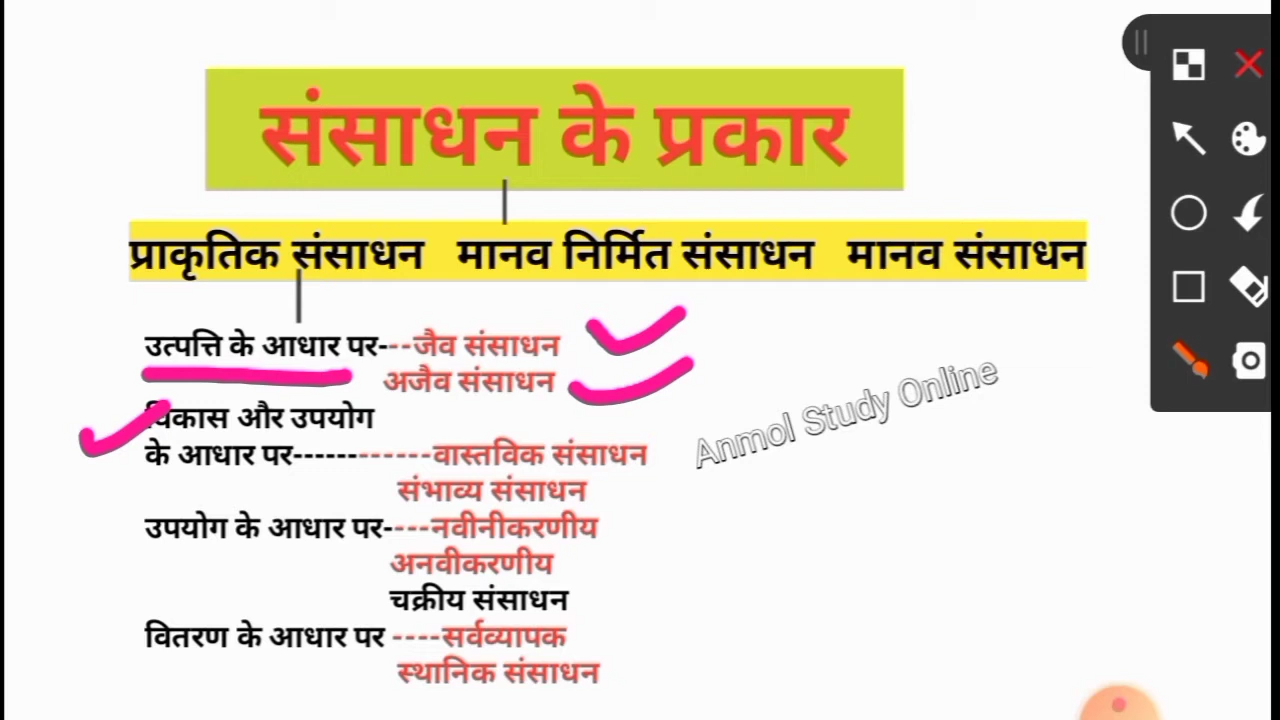 संसाधन के प्रकार
प्राकृतिक संसाधन मानव निर्मित संसाधन मानव संसाधन
उत्पत्ति के आधार पर---जैव संसाधन
अजैव संसाधन
विकास और उपयोग
के आधार पर------------वास्तविक संसाधन
संभाव्य संसाधन
उपयोग के आधार पर----नवीनीकरणीय
अनवीकरणीय
चक्रीय संसाधन
वितरण के आधार पर ----सर्वव्यापक
स्थानिक संसाधन
Anmol Study Online